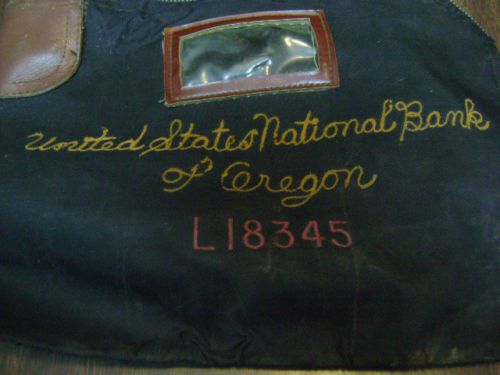 United States National Bank
of Oregon
L18345